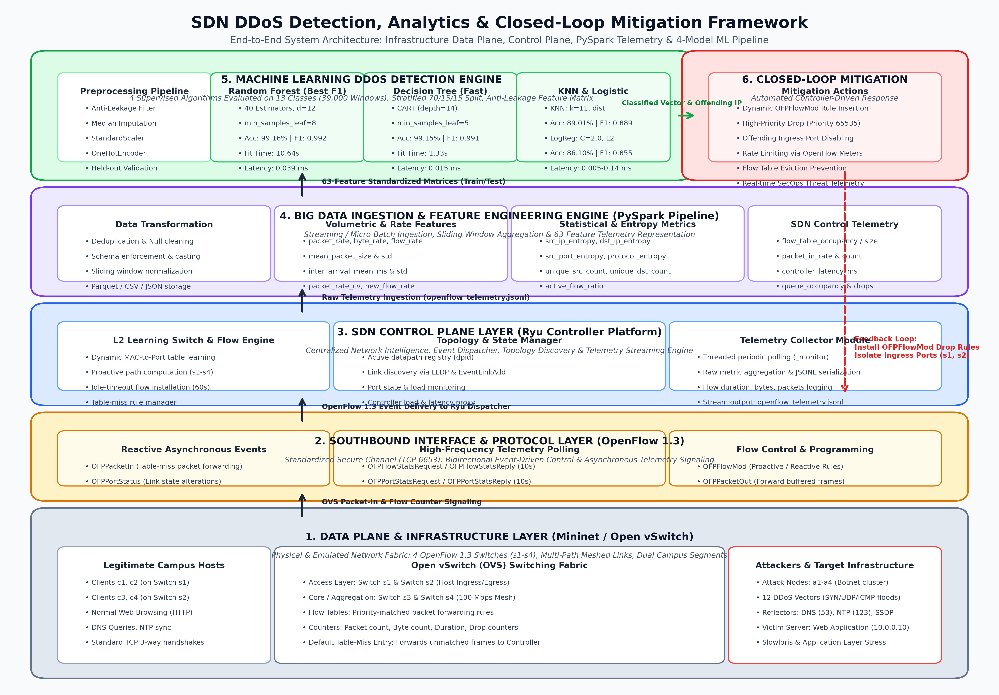 SDN DDoS Detection, Analytics & Closed-Loop Mitigation Framework
End-to-End System Architecture: Infrastructure Data Plane, Control Plane, PySpark Telemetry & 4-Model ML Pipeline
5. MACHINE LEARNING DDOS DETECTION ENGINE
4 Supervised Algorithms Evaluated on 13 Classes (39,000 Windows), Stratified 70/15/15 Split, Anti-Leakage Feature Matrix
Preprocessing Pipeline
• Anti-Leakage Filter
• Median Imputation
• StandardScaler
• OneHotEncoder
• Held-out Validation
Random Forest (Best F1)
• 40 Estimators, d=12
• min_samples_leaf=8
• Acc: 99.16% | F1: 0.992
• Fit Time: 10.64s
• Latency: 0.039 ms
Decision Tree (Fast)
• CART (depth=14)
• min_samples_leaf=5
• Acc: 99.15% | F1: 0.991
• Fit Time: 1.33s
• Latency: 0.015 ms
KNN & Logistic
• KNN: k=11, dist
• Acc: 89.01% | F1: 0.889
• LogReg: C=2.0, L2
• Acc: 86.10% | F1: 0.855
• Latency: 0.005-0.14 ms
Classified Vector & Offending IP
6. CLOSED-LOOP MITIGATION
Mitigation Actions
Automated Controller-Driven Response
• Dynamic OFPFlowMod Rule Insertion
• High-Priority Drop (Priority 65535)
• Offending Ingress Port Disabling
• Rate Limiting via OpenFlow Meters
• Flow Table Eviction Prevention
• Real-time SecOps Threat Telemetry
63-Feature Standardized Matrices (Train/Test)
4. BIG DATA INGESTION & FEATURE ENGINEERING ENGINE (PySpark Pipeline)
Streaming / Micro-Batch Ingestion, Sliding Window Aggregation & 63-Feature Telemetry Representation
Data Transformation
• Deduplication & Null cleaning
• Schema enforcement & casting
• Sliding window normalization
• Parquet / CSV / JSON storage
Volumetric & Rate Features
• packet_rate, byte_rate, flow_rate
• mean_packet_size & std
• inter_arrival_mean_ms & std
• packet_rate_cv, new_flow_rate
Statistical & Entropy Metrics
• src_ip_entropy, dst_ip_entropy
• src_port_entropy, protocol_entropy
• unique_src_count, unique_dst_count
• active_flow_ratio
SDN Control Telemetry
• flow_table_occupancy / size
• packet_in_rate & count
• controller_latency_ms
• queue_occupancy & drops
Raw Telemetry Ingestion (openflow_telemetry.jsonl)
3. SDN CONTROL PLANE LAYER (Ryu Controller Platform)
Centralized Network Intelligence, Event Dispatcher, Topology Discovery & Telemetry Streaming Engine
L2 Learning Switch & Flow Engine
• Dynamic MAC-to-Port table learning
• Proactive path computation (s1-s4)
• Idle-timeout flow installation (60s)
• Table-miss rule manager
Topology & State Manager
• Active datapath registry (dpid)
• Link discovery via LLDP & EventLinkAdd
• Port state & load monitoring
• Controller load & latency proxy
Telemetry Collector Module
• Threaded periodic polling (_monitor)
• Raw metric aggregation & JSONL serialization
• Flow duration, bytes, packets logging
• Stream output: openflow_telemetry.jsonl
Feedback Loop:
Install OFPFlowMod Drop Rules
Isolate Ingress Ports (s1, s2)
OpenFlow 1.3 Event Delivery to Ryu Dispatcher
2. SOUTHBOUND INTERFACE & PROTOCOL LAYER (OpenFlow 1.3)
Standardized Secure Channel (TCP 6653): Bidirectional Event-Driven Control & Asynchronous Telemetry Signaling
Reactive Asynchronous Events
• OFPPacketIn (Table-miss packet forwarding)
• OFPPortStatus (Link state alterations)
High-Frequency Telemetry Polling
• OFPFlowStatsRequest / OFPFlowStatsReply (10s)
• OFPPortStatsRequest / OFPPortStatsReply (10s)
Flow Control & Programming
• OFPFlowMod (Proactive / Reactive Rules)
• OFPPacketOut (Forward buffered frames)
OVS Packet-In & Flow Counter Signaling
1. DATA PLANE & INFRASTRUCTURE LAYER (Mininet / Open vSwitch)
Physical & Emulated Network Fabric: 4 OpenFlow 1.3 Switches (s1-s4), Multi-Path Meshed Links, Dual Campus Segments
Legitimate Campus Hosts
• Clients c1, c2 (on Switch s1)
• Clients c3, c4 (on Switch s2)
• Normal Web Browsing (HTTP)
• DNS Queries, NTP sync
• Standard TCP 3-way handshakes
Open vSwitch (OVS) Switching Fabric
• Access Layer: Switch s1 & Switch s2 (Host Ingress/Egress)
• Core / Aggregation: Switch s3 & Switch s4 (100 Mbps Mesh)
• Flow Tables: Priority-matched packet forwarding rules
• Counters: Packet count, Byte count, Duration, Drop counters
• Default Table-Miss Entry: Forwards unmatched frames to Controller
Attackers & Target Infrastructure
• Attack Nodes: a1-a4 (Botnet cluster)
• 12 DDoS Vectors (SYN/UDP/ICMP floods)
• Reflectors: DNS (53), NTP (123), SSDP
• Victim Server: Web Application (10.0.0.10)
• Slowloris & Application Layer Stress